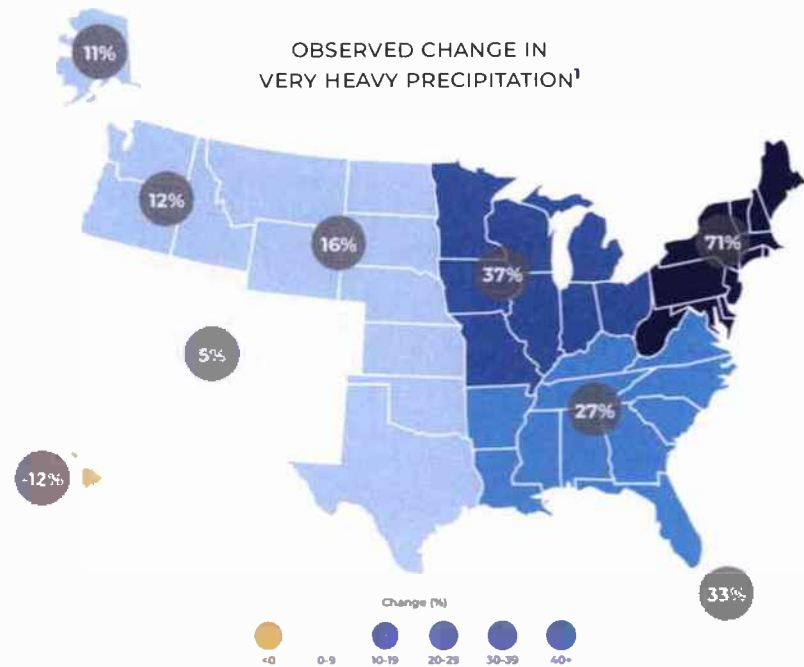 OBSERVED CHANGE IN
VERY HEAVY PRECIPITATION¹
11%
12%
16%
37%
71%
5%
27%
-12%
33%
Change (%)
<0 0-9 10-19 20-29 30-39 40+